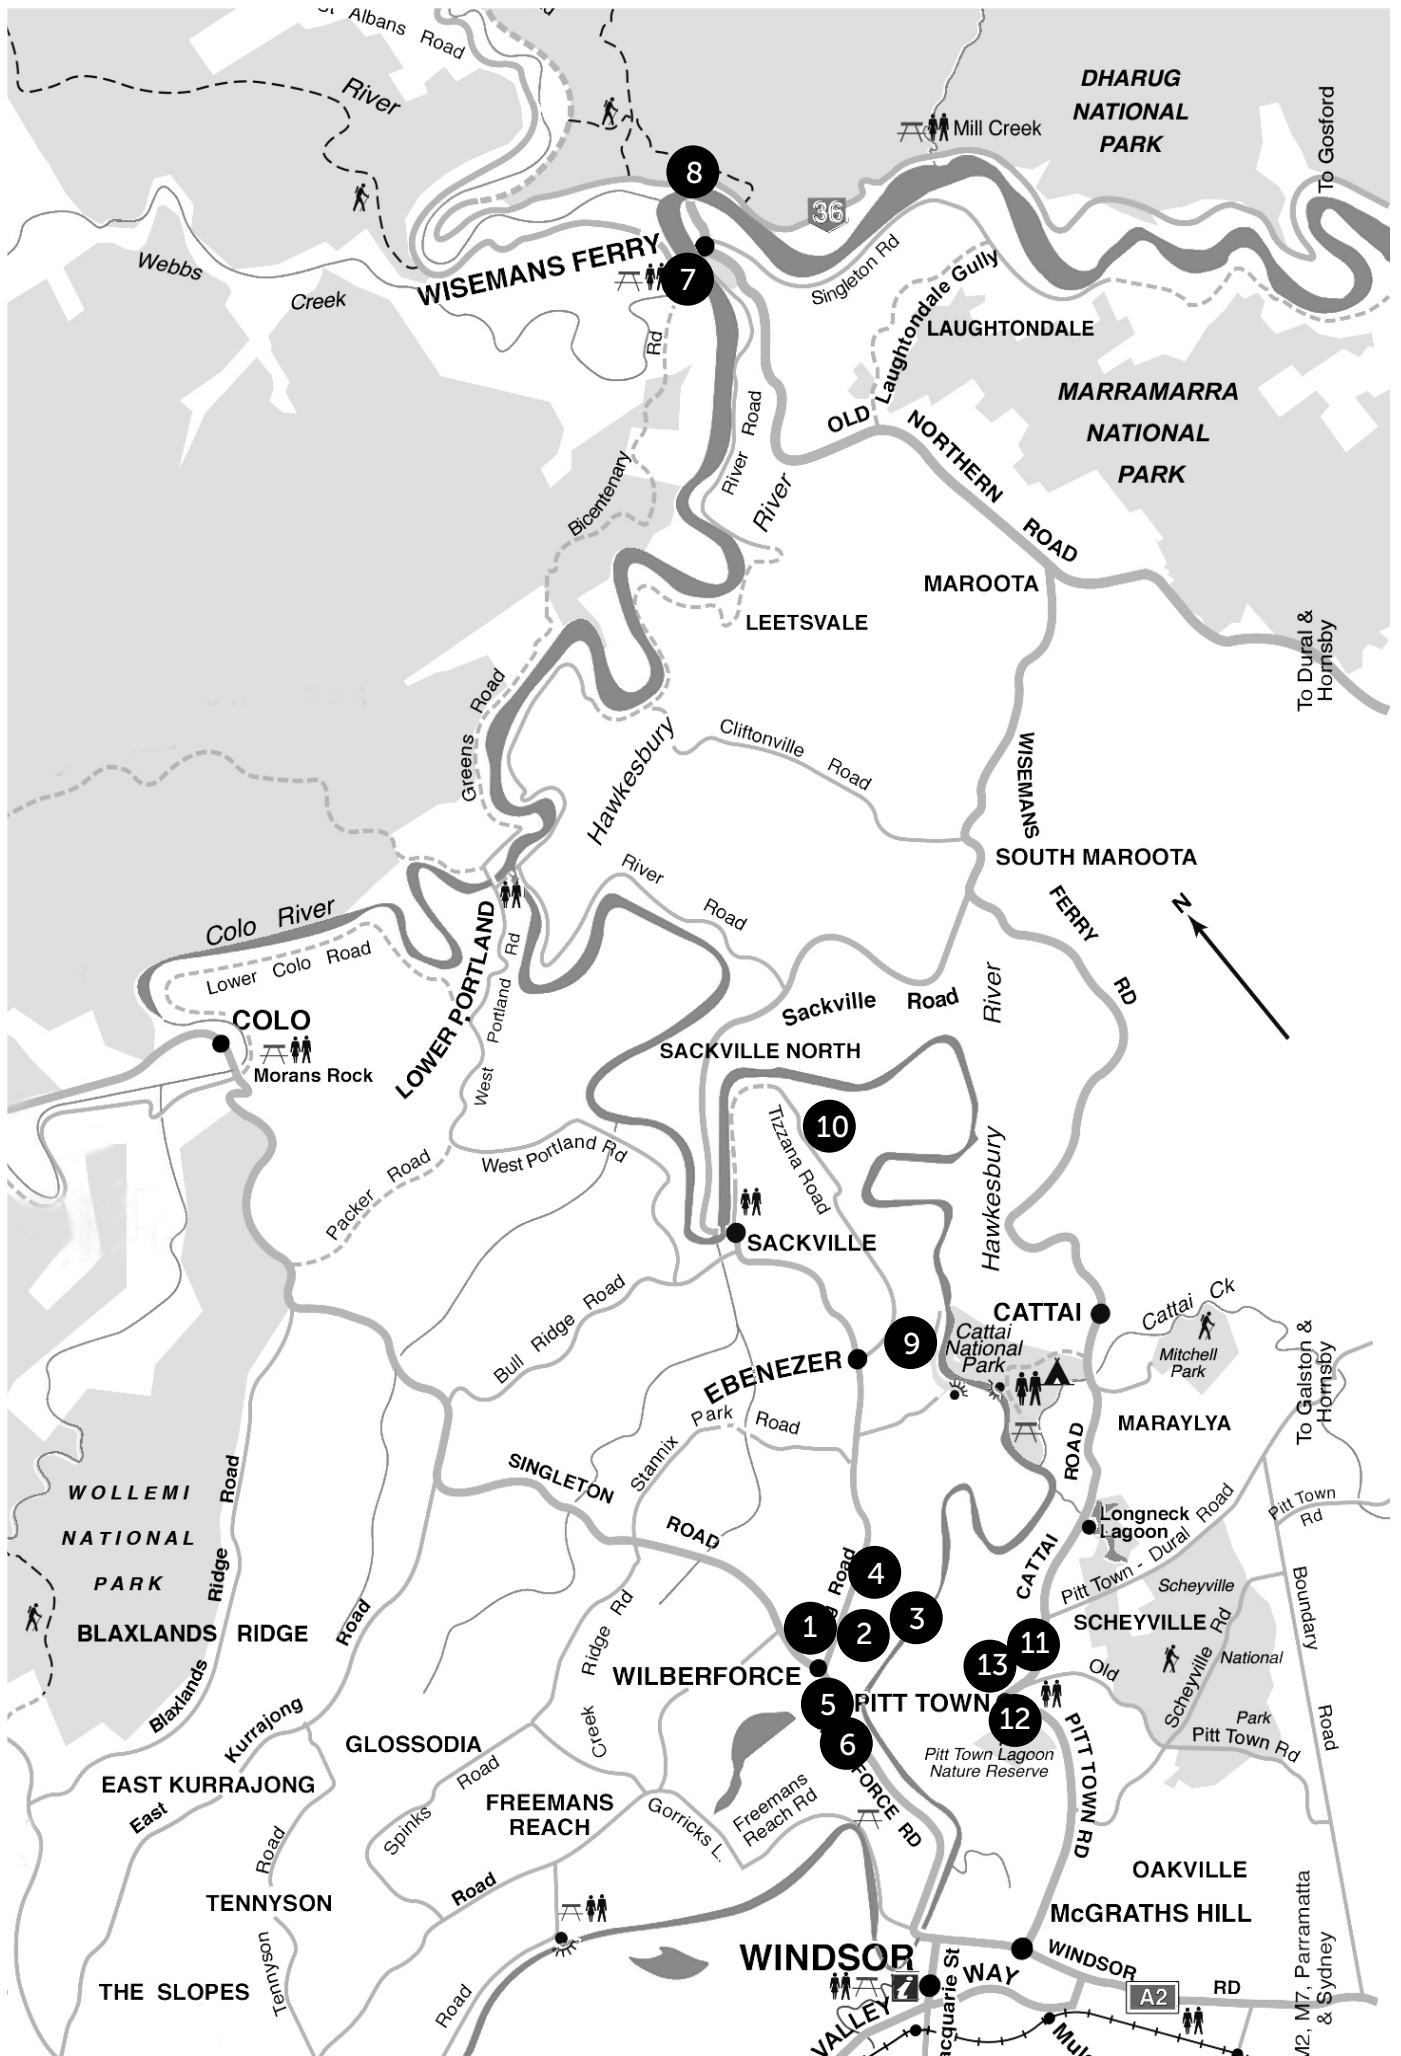 St Albans Road
River
DHARUG
NATIONAL
PARK
Mill Creek
To Gosford
8
36
Webbs
Creek
WISEMANS FERRY
7
Singleton Rd
Laughtondale Gully
LAUGHTONDALE
Rd
MARRAMARRA
NATIONAL
PARK
River Road
OLD NORTHERN ROAD
Bicentenary
River
MAROOTA
LEETSVALE
To Dural &
Hornsby
Greens Road
Hawkesbury
Cliftonville Road
WISEMANS
SOUTH MAROOTA
FERRY
RD
River Road
N
Colo River
Lower Colo Road
LOWER PORTLAND
West Portland Rd
COLO
Morans Rock
Sackville Road
River
SACKVILLE NORTH
Tizzana Road
10
Hawkesbury
West Portland Rd
Packer Road
SACKVILLE
Bull Ridge Road
CATTAI
Cattai Ck
9
Cattai
National
Park
Mitchell
Park
EBENEZER
To Galston &
Hornsby
Stannix Park Road
MARAYLYA
SINGLETON
ROAD
ROAD
CATTAI
WOLLEMI
NATIONAL
PARK
Blaxlands Ridge Road
Longneck
Lagoon
Pitt Town - Dural Road
Pitt Town
Rd
Road
4
1
2
3
Scheyville
SCHEYVILLE
Boundary Road
BLAXLANDS RIDGE
Creek Ridge Rd
WILBERFORCE
11
13
Old
Scheyville Rd
National
Park
Pitt Town Rd
5
PITT TOWN
12
6
Pitt Town Lagoon
Nature Reserve
PITT TOWN RD
East Kurrajong Road
GLOSSODIA
EAST KURRAJONG
Spinks Road
FREEMANS
REACH
Gorricks L.
Freemans
Reach Rd
FORCE RD
Road
OAKVILLE
TENNYSON
Tennyson Road
McGRATHS HILL
WINDSOR
WINDSOR RD
A2
THE SLOPES
Road
i
VALLEY WAY
acquarie St
Mul
M2, M7, Parramatta
& Sydney